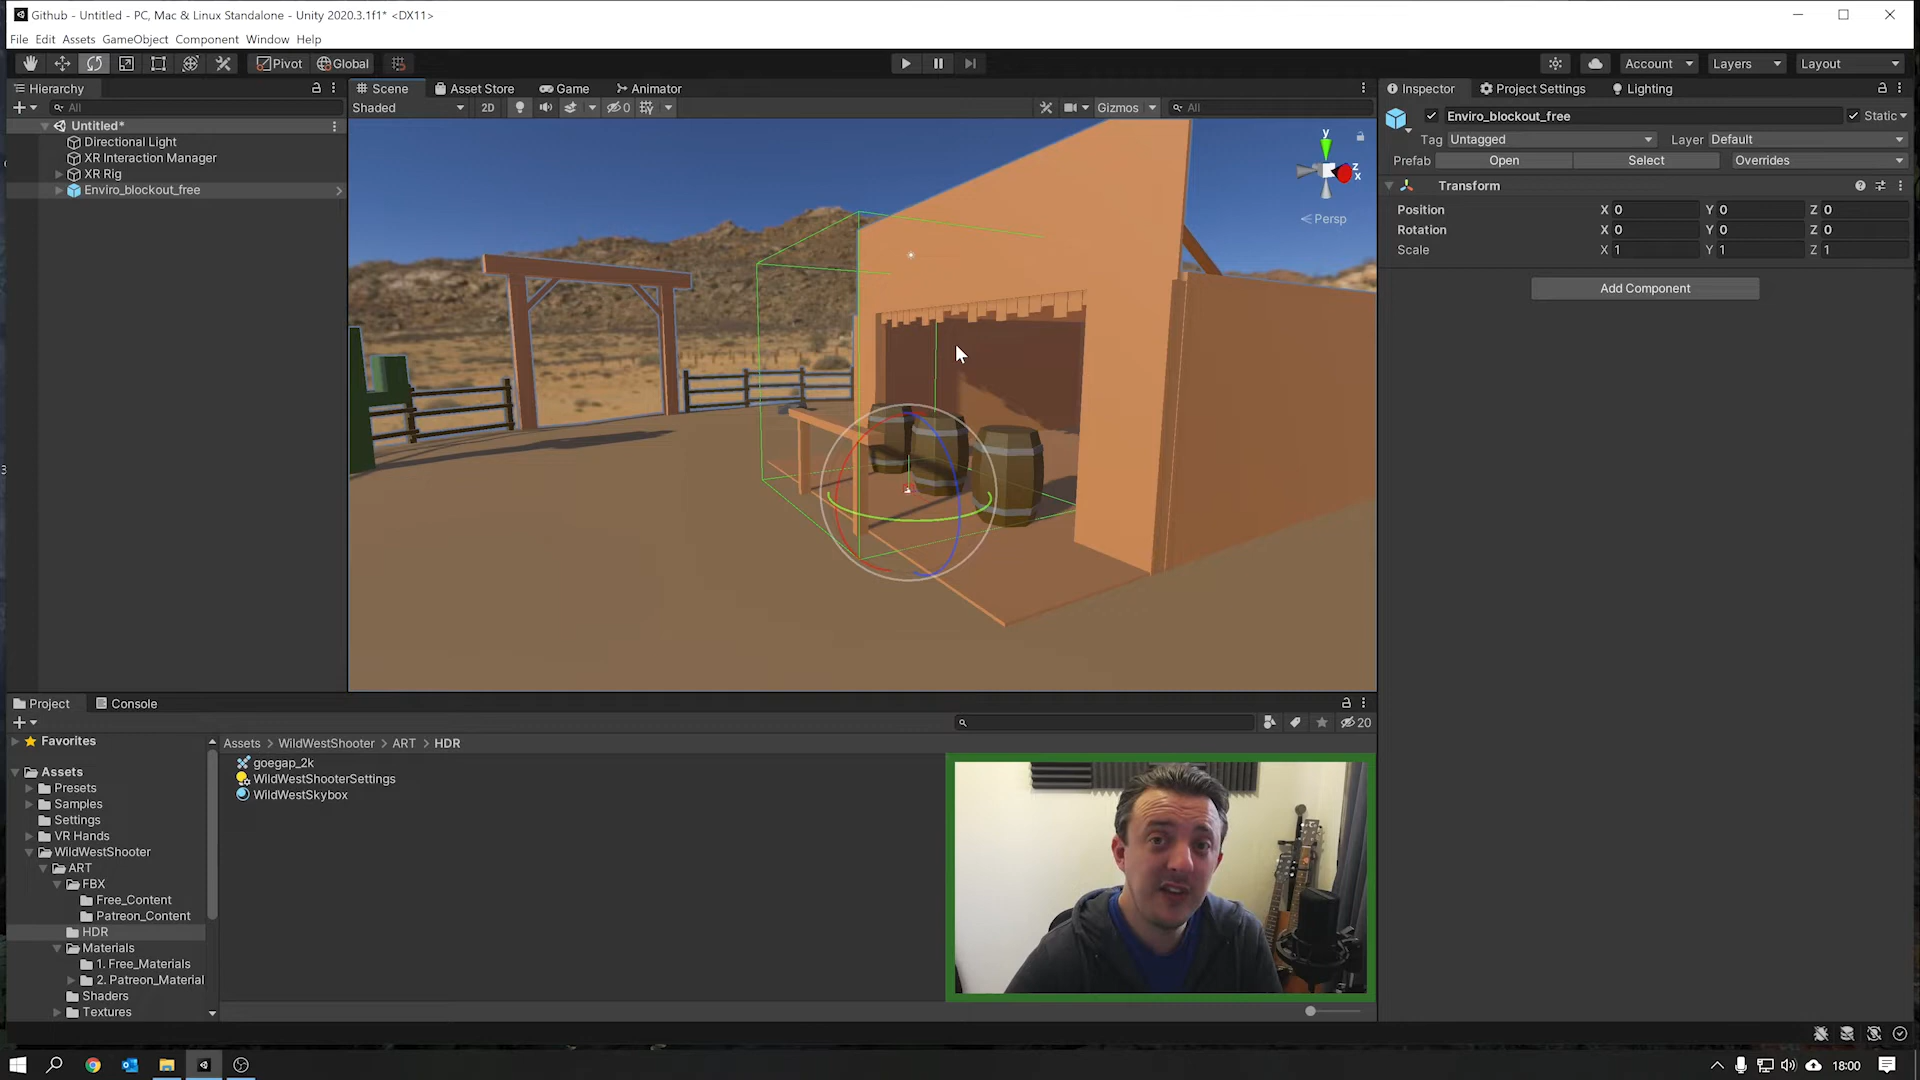 Github - Untitled - PC, Mac & Linux Standalone - Unity 2020.3.1f1* <DX11>
File Edit Assets GameObject Component Window Help
Pivot Global Account Layers Layout
Hierarchy Scene Asset Store Game Animator Inspector Project Settings Lighting
All Shaded 2D 0 Gizmos All
Untitled*
Directional Light
XR Interaction Manager
XR Rig
Enviro_blockout_free
y
z
x
Persp
Enviro_blockout_free Static
Tag Untagged Layer Default
Prefab Open Select Overrides
Transform
Position X 0 Y 0 Z 0
Rotation X 0 Y 0 Z 0
Scale X 1 Y 1 Z 1
Add Component
Project Console
20
Favorites
Assets
Presets
Samples
Settings
VR Hands
WildWestShooter
ART
FBX
Free_Content
Patreon_Content
HDR
Materials
1. Free_Materials
2. Patreon_Material
Shaders
Textures
Assets > WildWestShooter > ART > HDR
goegap_2k
WildWestShooterSettings
WildWestSkybox
18:00